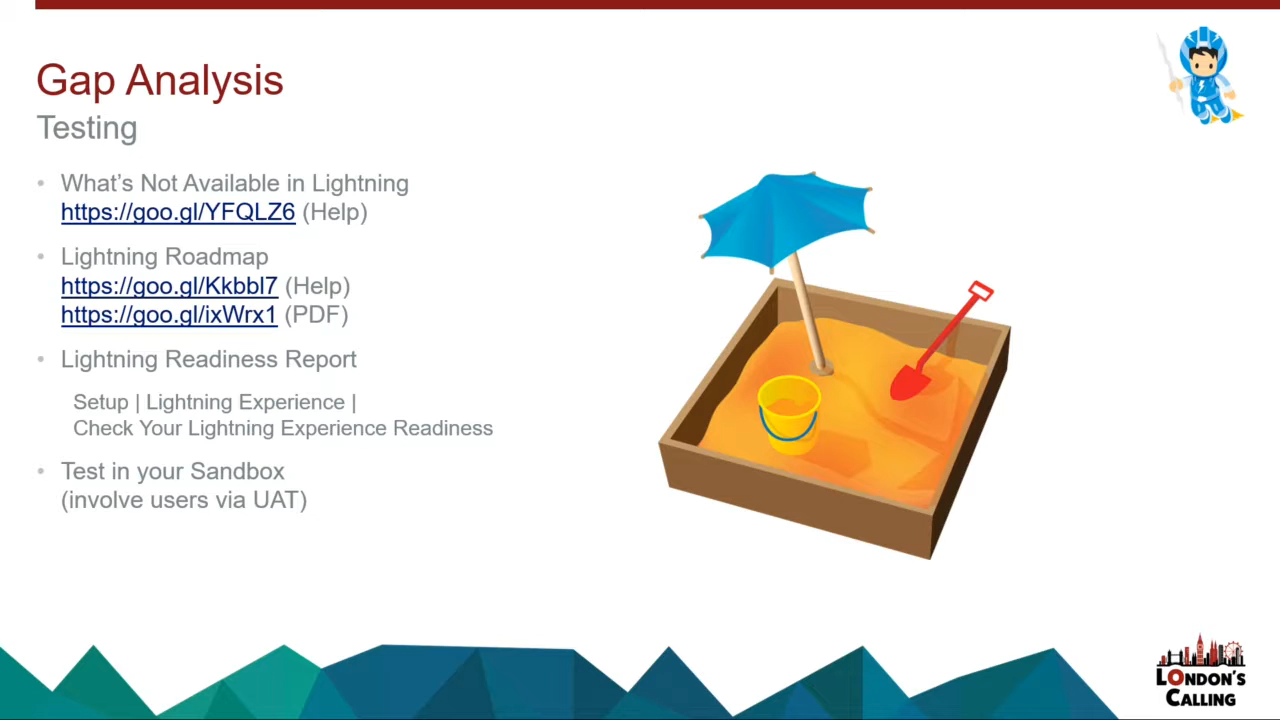 Gap Analysis
Testing
• What's Not Available in Lightning
https://goo.gl/YFQLZ6 (Help)
• Lightning Roadmap
https://goo.gl/Kkbbl7 (Help)
https://goo.gl/ixWrx1 (PDF)
• Lightning Readiness Report
Setup | Lightning Experience |
Check Your Lightning Experience Readiness
• Test in your Sandbox
(involve users via UAT)
LONDON'S
CALLING